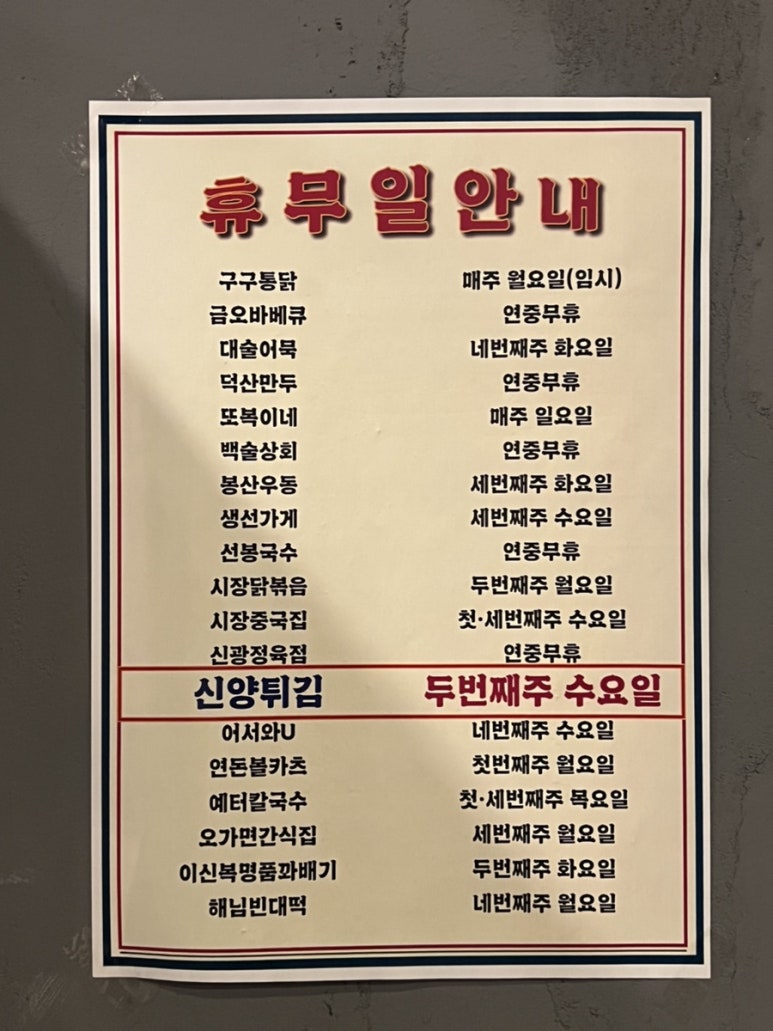 휴무일안내
구구통닭 매주 월요일(임시)
금오바베큐 연중무휴
대술어묵 네번째주 화요일
덕산만두 연중무휴
또복이네 매주 일요일
백술상회 연중무휴
봉산우동 세번째주 화요일
생선가게 세번째주 수요일
선봉국수 연중무휴
시장닭볶음 두번째주 월요일
시장중국집 첫·세번째주 수요일
신광정육점 연중무휴
신양튀김 두번째주 수요일
어서와U 네번째주 수요일
연돈볼카츠 첫번째주 월요일
예터칼국수 첫·세번째주 목요일
오가면간식집 세번째주 월요일
이신복명품꽈배기 두번째주 화요일
해님빈대떡 네번째주 월요일